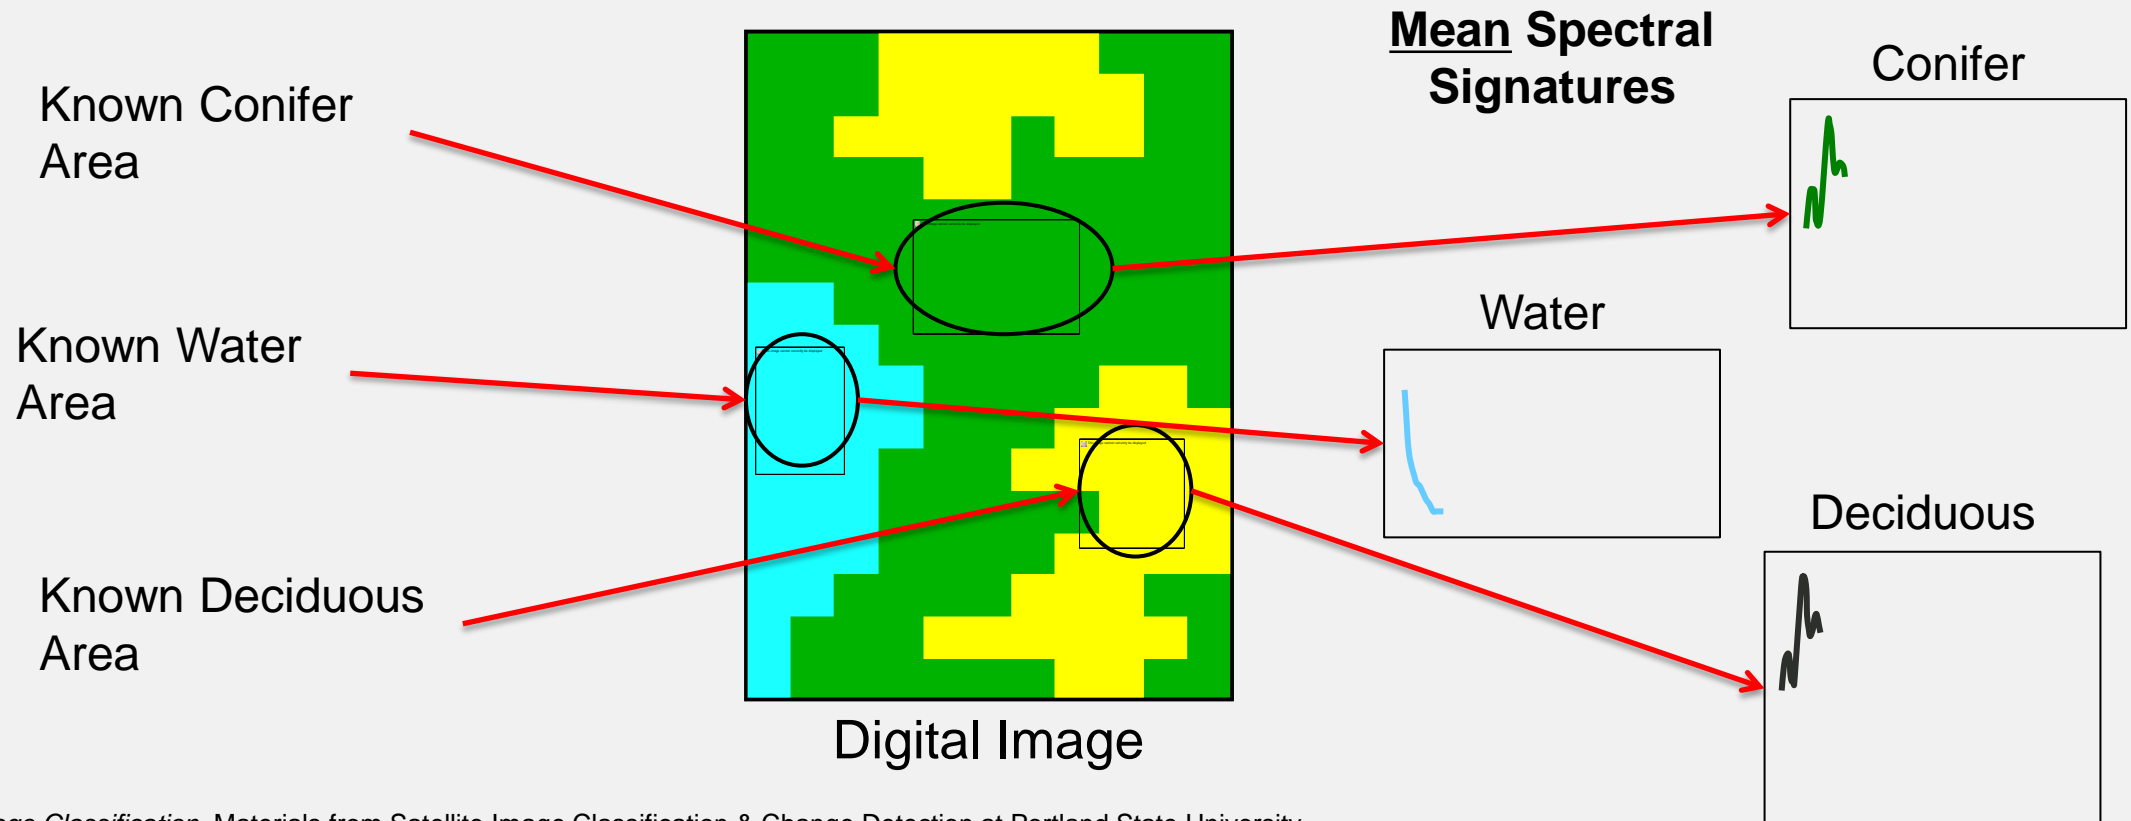 Mean Spectral
Signatures
Conifer
Known Conifer
Area
Water
Known Water
Area
Deciduous
Known Deciduous
Area
Digital Image
Classification. Materials from Satellite Image Classification & Change Detection at Portland State University